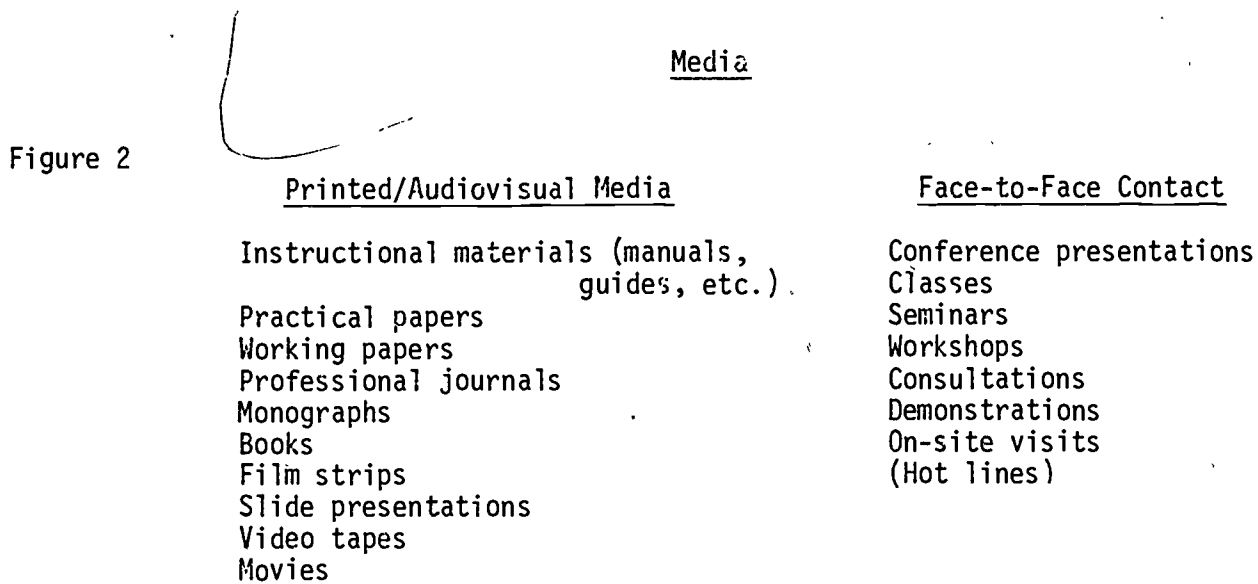 Media
Figure 2
Printed/Audiovisual Media
Instructional materials (manuals,
guides, etc.)
Practical papers
Working papers
Professional journals
Monographs
Books
Film strips
Slide presentations
Video tapes
Movies
Face-to-Face Contact
Conference presentations
Classes
Seminars
Workshops
Consultations
Demonstrations
On-site visits
(Hot lines)